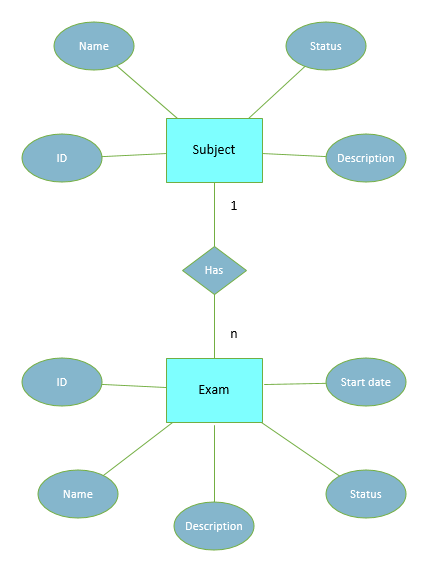 Name
Status
Subject
ID
Description
1
Has
n
ID
Start date
Exam
Name
Status
Description